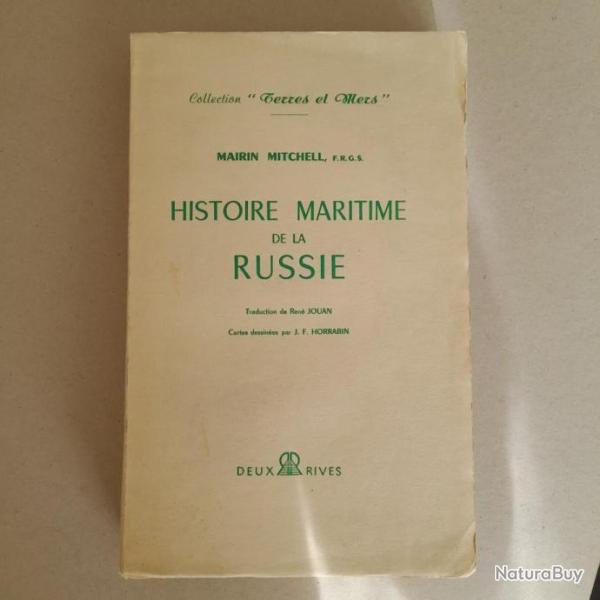 Collection "Terres et Mers"
MAIRIN MITCHELL, F.R.G.S.
HISTOIRE MARITIME
DE LA
RUSSIE
Traduction de René JOUAN
Cartes dessinées par J. F. HORRABIN
DEUX RIVES
NaturaBuy